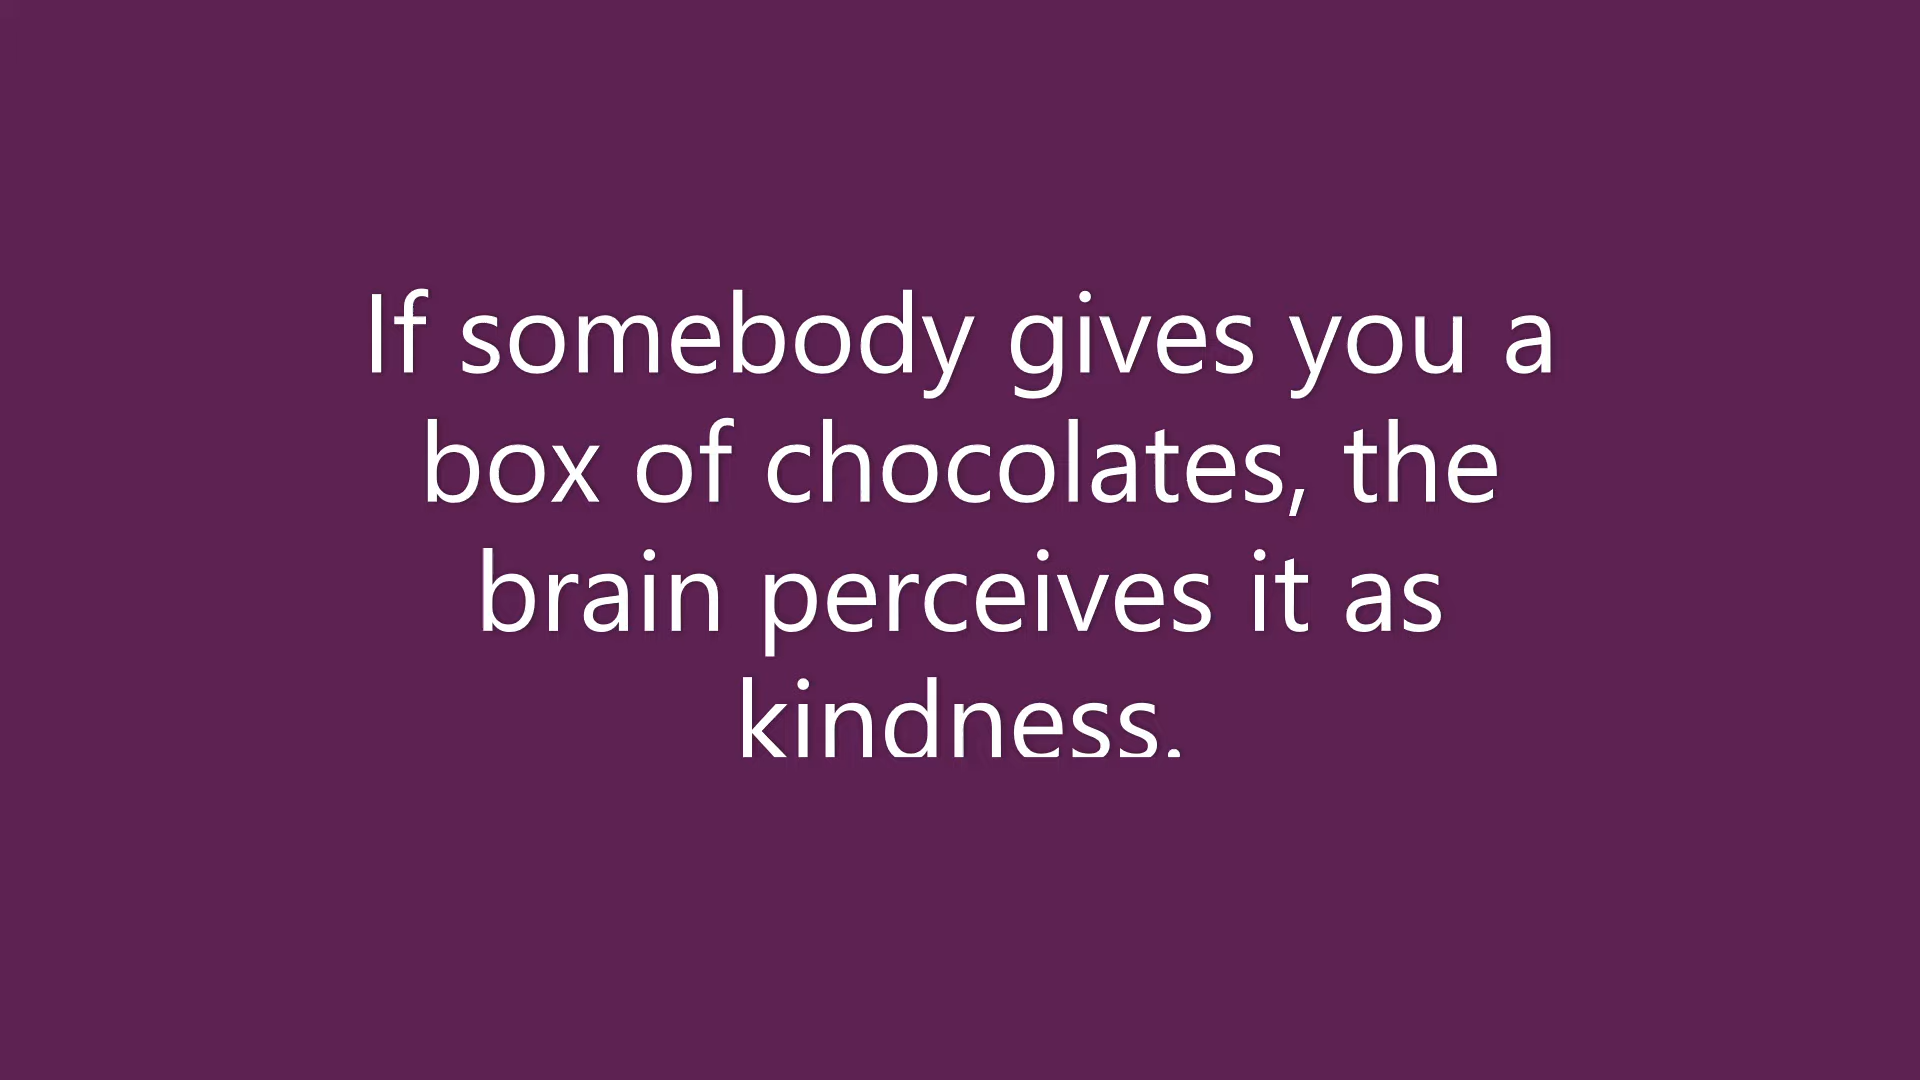 If somebody gives you a
box of chocolates, the
brain perceives it as
kindness.